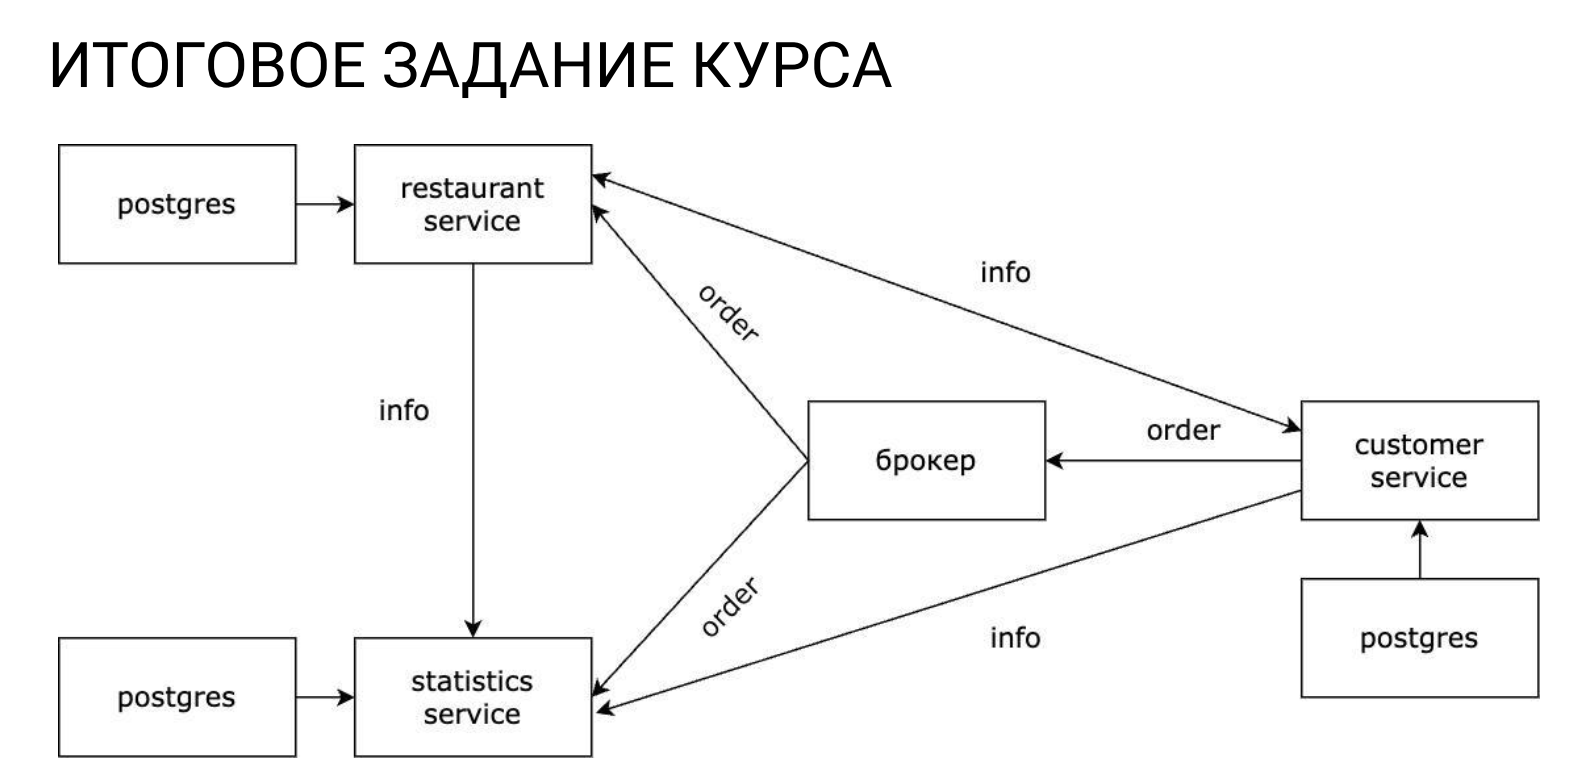 ИТОГОВОЕ ЗАДАНИЕ КУРСА
postgres
restaurant
service
info
order
info
order
брокер
customer
service
order
info
postgres
postgres
statistics
service